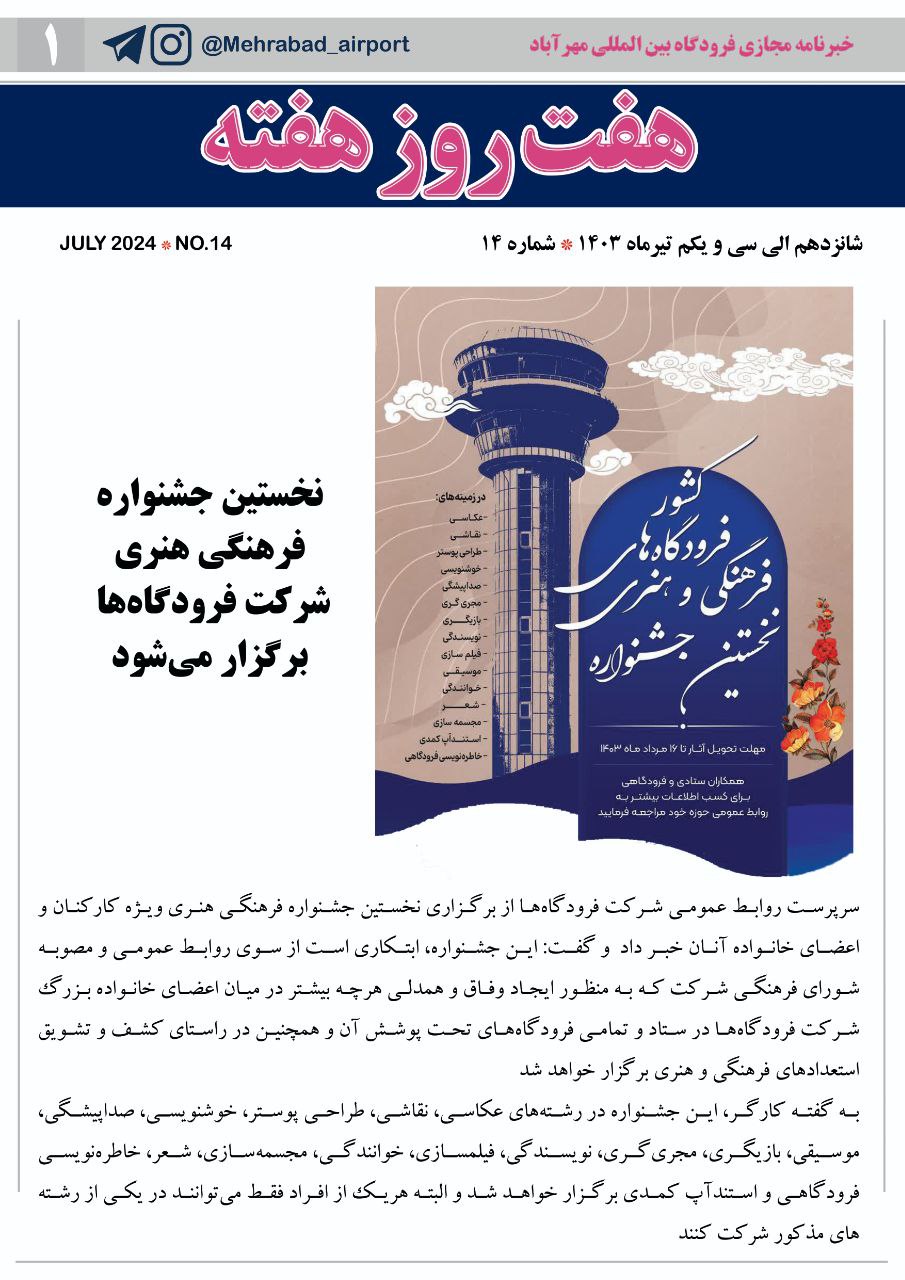 خبرنامه مجازی فرودگاه بین المللی مهرآباد
@Mehrabad_airport
۱
هفت روز هفته
شانزدهم الی سی و یکم تیرماه ۱۴۰۳ * شماره ۱۴
JULY 2024 * NO.14
نخستین جشنواره
فرهنگی هنری
شرکت فرودگاه‌ها
برگزار می‌شود
در زمینه‌های:
- عکاسی
- نقاشی
- طراحی پوستر
- خوشنویسی
- صداپیشگی
- مجری گری
- بازیگری
- نویسندگی
- فیلم سازی
- موسیقی
- خوانندگی
- شعر
- مجسمه سازی
- استندآپ کمدی
- خاطره‌نویسی فرودگاهی
نخستین جشنواره
فرهنگی و هنری
فرودگاه‌های
کشور
مهلت تحویل آثار تا ۱۶ مرداد ماه ۱۴۰۳
همکاران ستادی و فرودگاهی
برای کسب اطلاعات بیشتر به
روابط عمومی حوزه خود مراجعه فرمایید
سرپرست روابط عمومی شرکت فرودگاه‌ها از برگزاری نخستین جشنواره فرهنگی هنری ویژه کارکنان و
اعضای خانواده آنان خبر داد و گفت: این جشنواره، ابتکاری است از سوی روابط عمومی و مصوبه
شورای فرهنگی شرکت که به منظور ایجاد وفاق و همدلی هرچه بیشتر در میان اعضای خانواده بزرگ
شرکت فرودگاه‌ها در ستاد و تمامی فرودگاه‌های تحت پوشش آن و همچنین در راستای کشف و تشویق
استعدادهای فرهنگی و هنری برگزار خواهد شد
به گفته کارگر، این جشنواره در رشته‌های عکاسی، نقاشی، طراحی پوستر، خوشنویسی، صداپیشگی،
موسیقی، بازیگری، مجری‌گری، نویسندگی، فیلمسازی، خوانندگی، مجسمه‌سازی، شعر، خاطره‌نویسی
فرودگاهی و استندآپ کمدی برگزار خواهد شد و البته هریک از افراد فقط می‌توانند در یکی از رشته
های مذکور شرکت کنند